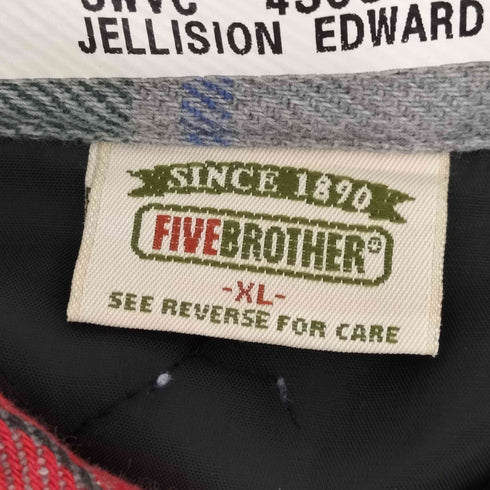 JELLISION EDWARD
SINCE 1890
FIVEBROTHER®
-XL-
SEE REVERSE FOR CARE